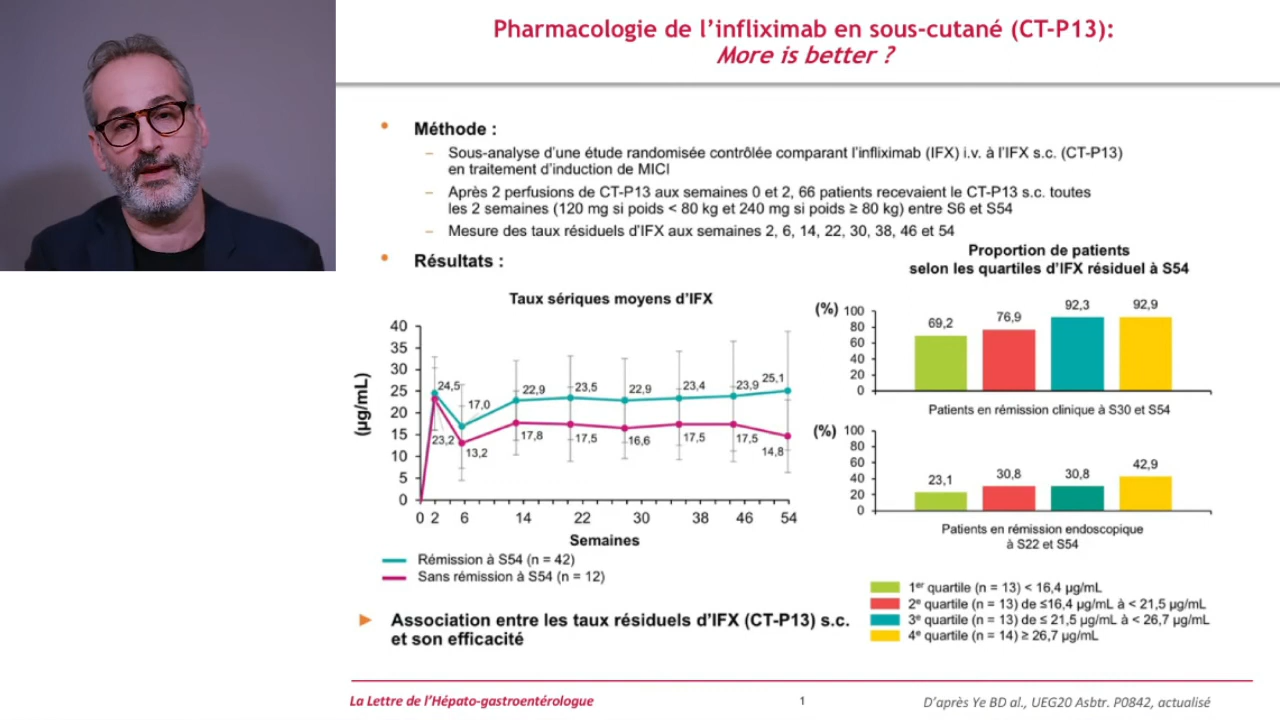 Pharmacologie de l’infliximab en sous-cutané (CT-P13):
More is better ?
• Méthode :
– Sous-analyse d’une étude randomisée contrôlée comparant l’infliximab (IFX) i.v. à l’IFX s.c. (CT-P13)
en traitement d’induction de MICI
– Après 2 perfusions de CT-P13 aux semaines 0 et 2, 66 patients recevaient le CT-P13 s.c. toutes
les 2 semaines (120 mg si poids < 80 kg et 240 mg si poids ≥ 80 kg) entre S6 et S54
– Mesure des taux résiduels d’IFX aux semaines 2, 6, 14, 22, 30, 38, 46 et 54
• Résultats :
Taux sériques moyens d’IFX
(µg/mL)
40
35
30
25
20
15
10
5
0
24,5
17,0
22,9
23,5
22,9
23,4
23,9
25,1
23,2
13,2
17,8
17,5
16,6
17,5
17,5
14,8
0 2 6 14 22 30 38 46 54
Semaines
Rémission à S54 (n = 42)
Sans rémission à S54 (n = 12)
Proportion de patients
selon les quartiles d’IFX résiduel à S54
(%)
100
80
60
40
20
0
69,2
76,9
92,3
92,9
Patients en rémission clinique à S30 et S54
(%)
100
80
60
40
20
0
23,1
30,8
30,8
42,9
Patients en rémission endoscopique
à S22 et S54
1er quartile (n = 13) < 16,4 µg/mL
2e quartile (n = 13) de ≤16,4 µg/mL à < 21,5 µg/mL
3e quartile (n = 13) de ≤ 21,5 µg/mL à < 26,7 µg/mL
4e quartile (n = 14) ≥ 26,7 µg/mL
► Association entre les taux résiduels d’IFX (CT-P13) s.c.
et son efficacité
La Lettre de l’Hépato-gastroentérologue
1
D’après Ye BD al., UEG20 Asbtr. P0842, actualisé